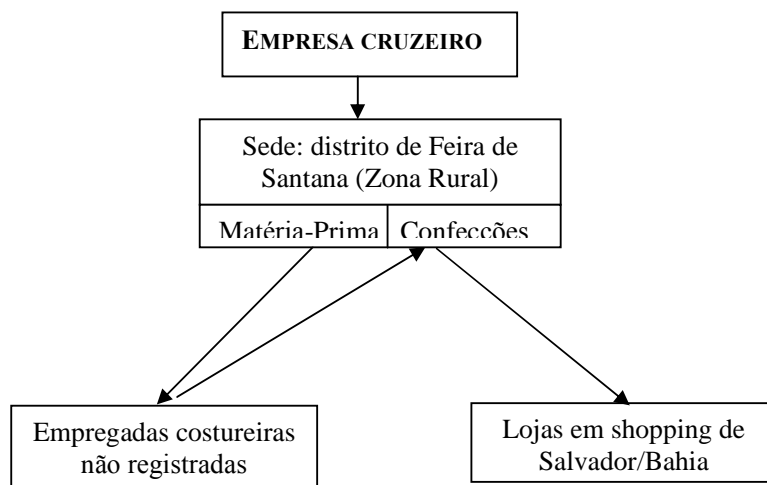 EMPRESA CRUZEIRO
Sede: distrito de Feira de
Santana (Zona Rural)
Matéria-Prima
Confecções
Empregadas costureiras
não registradas
Lojas em shopping de
Salvador/Bahia